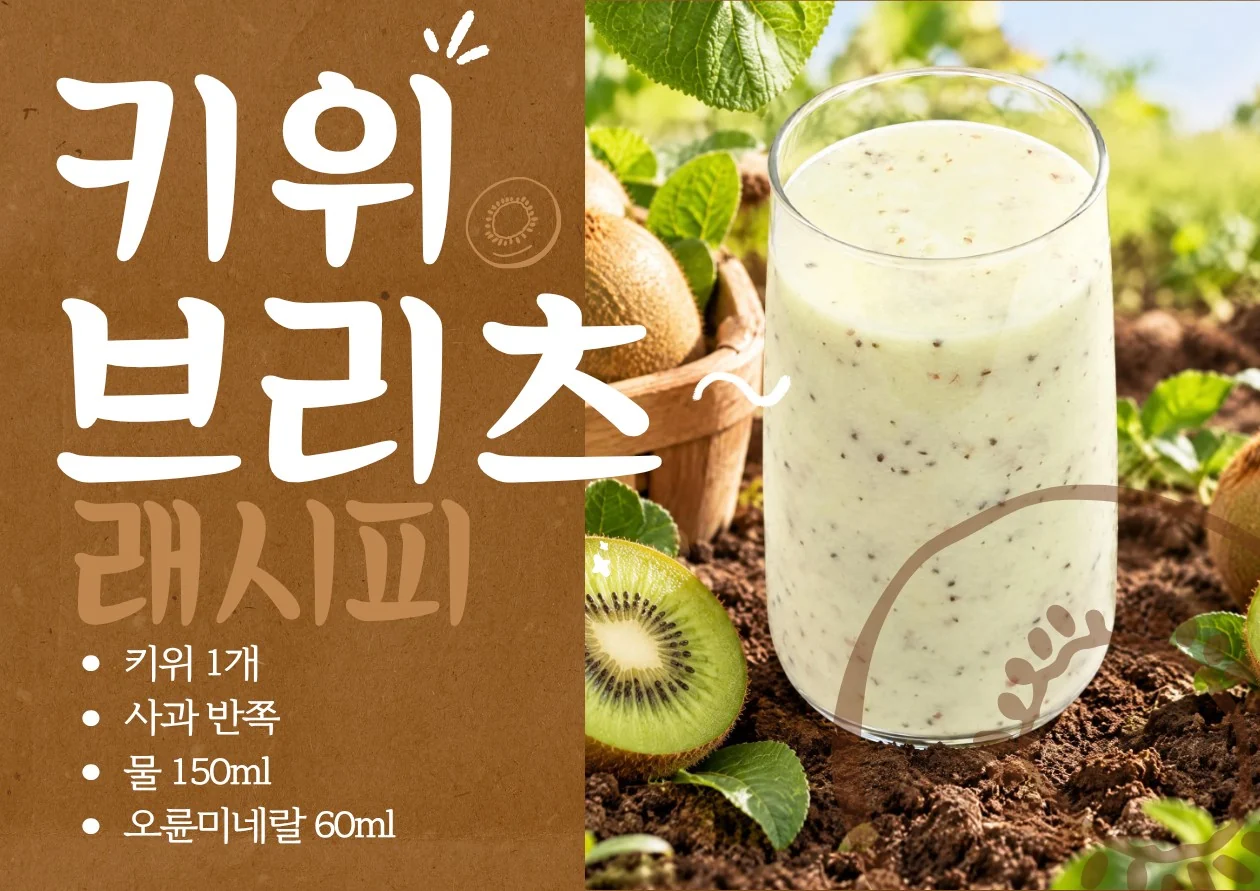 키위
브리츠~
래시피
• 키위 1개
• 사과 반쪽
• 물 150ml
• 오륜미네랄 60ml